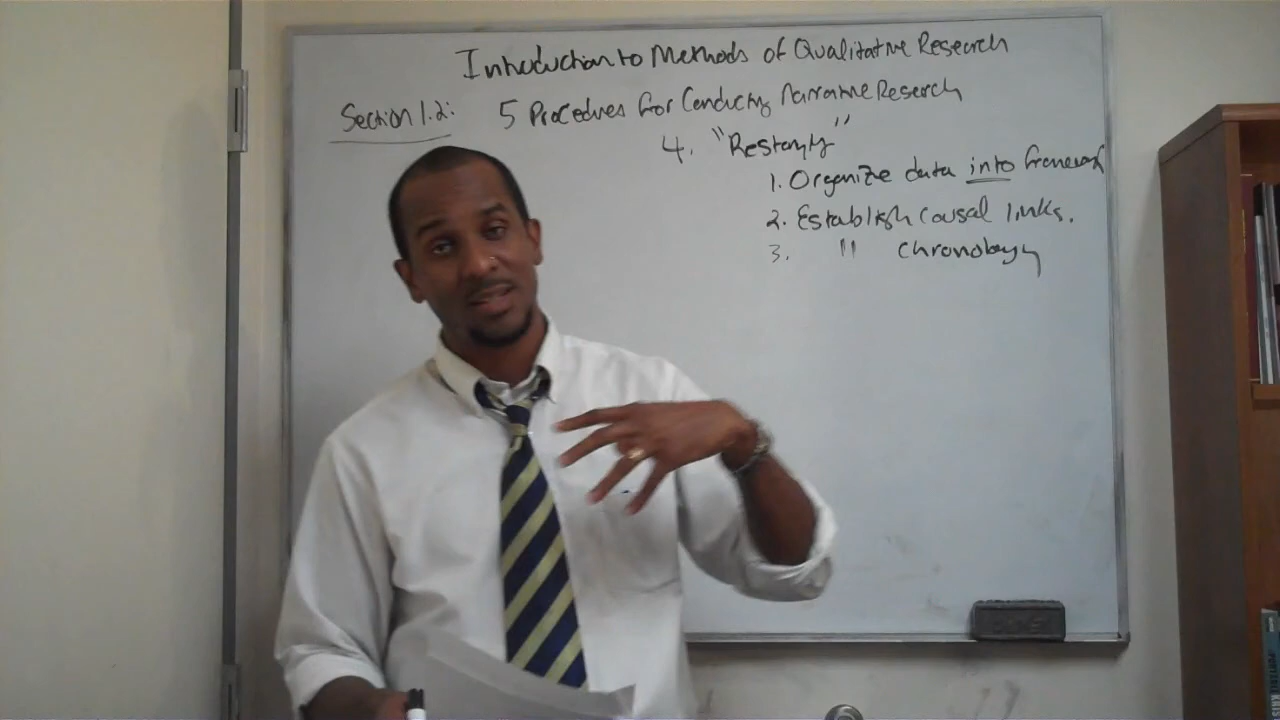 Introduction to Methods of Qualitative Research
Section 1.2: 5 Procedures for Conducting Narrative Research
4. "Restorying"
1. Organize data into framework
2. Establish causal links.
3. " chronology